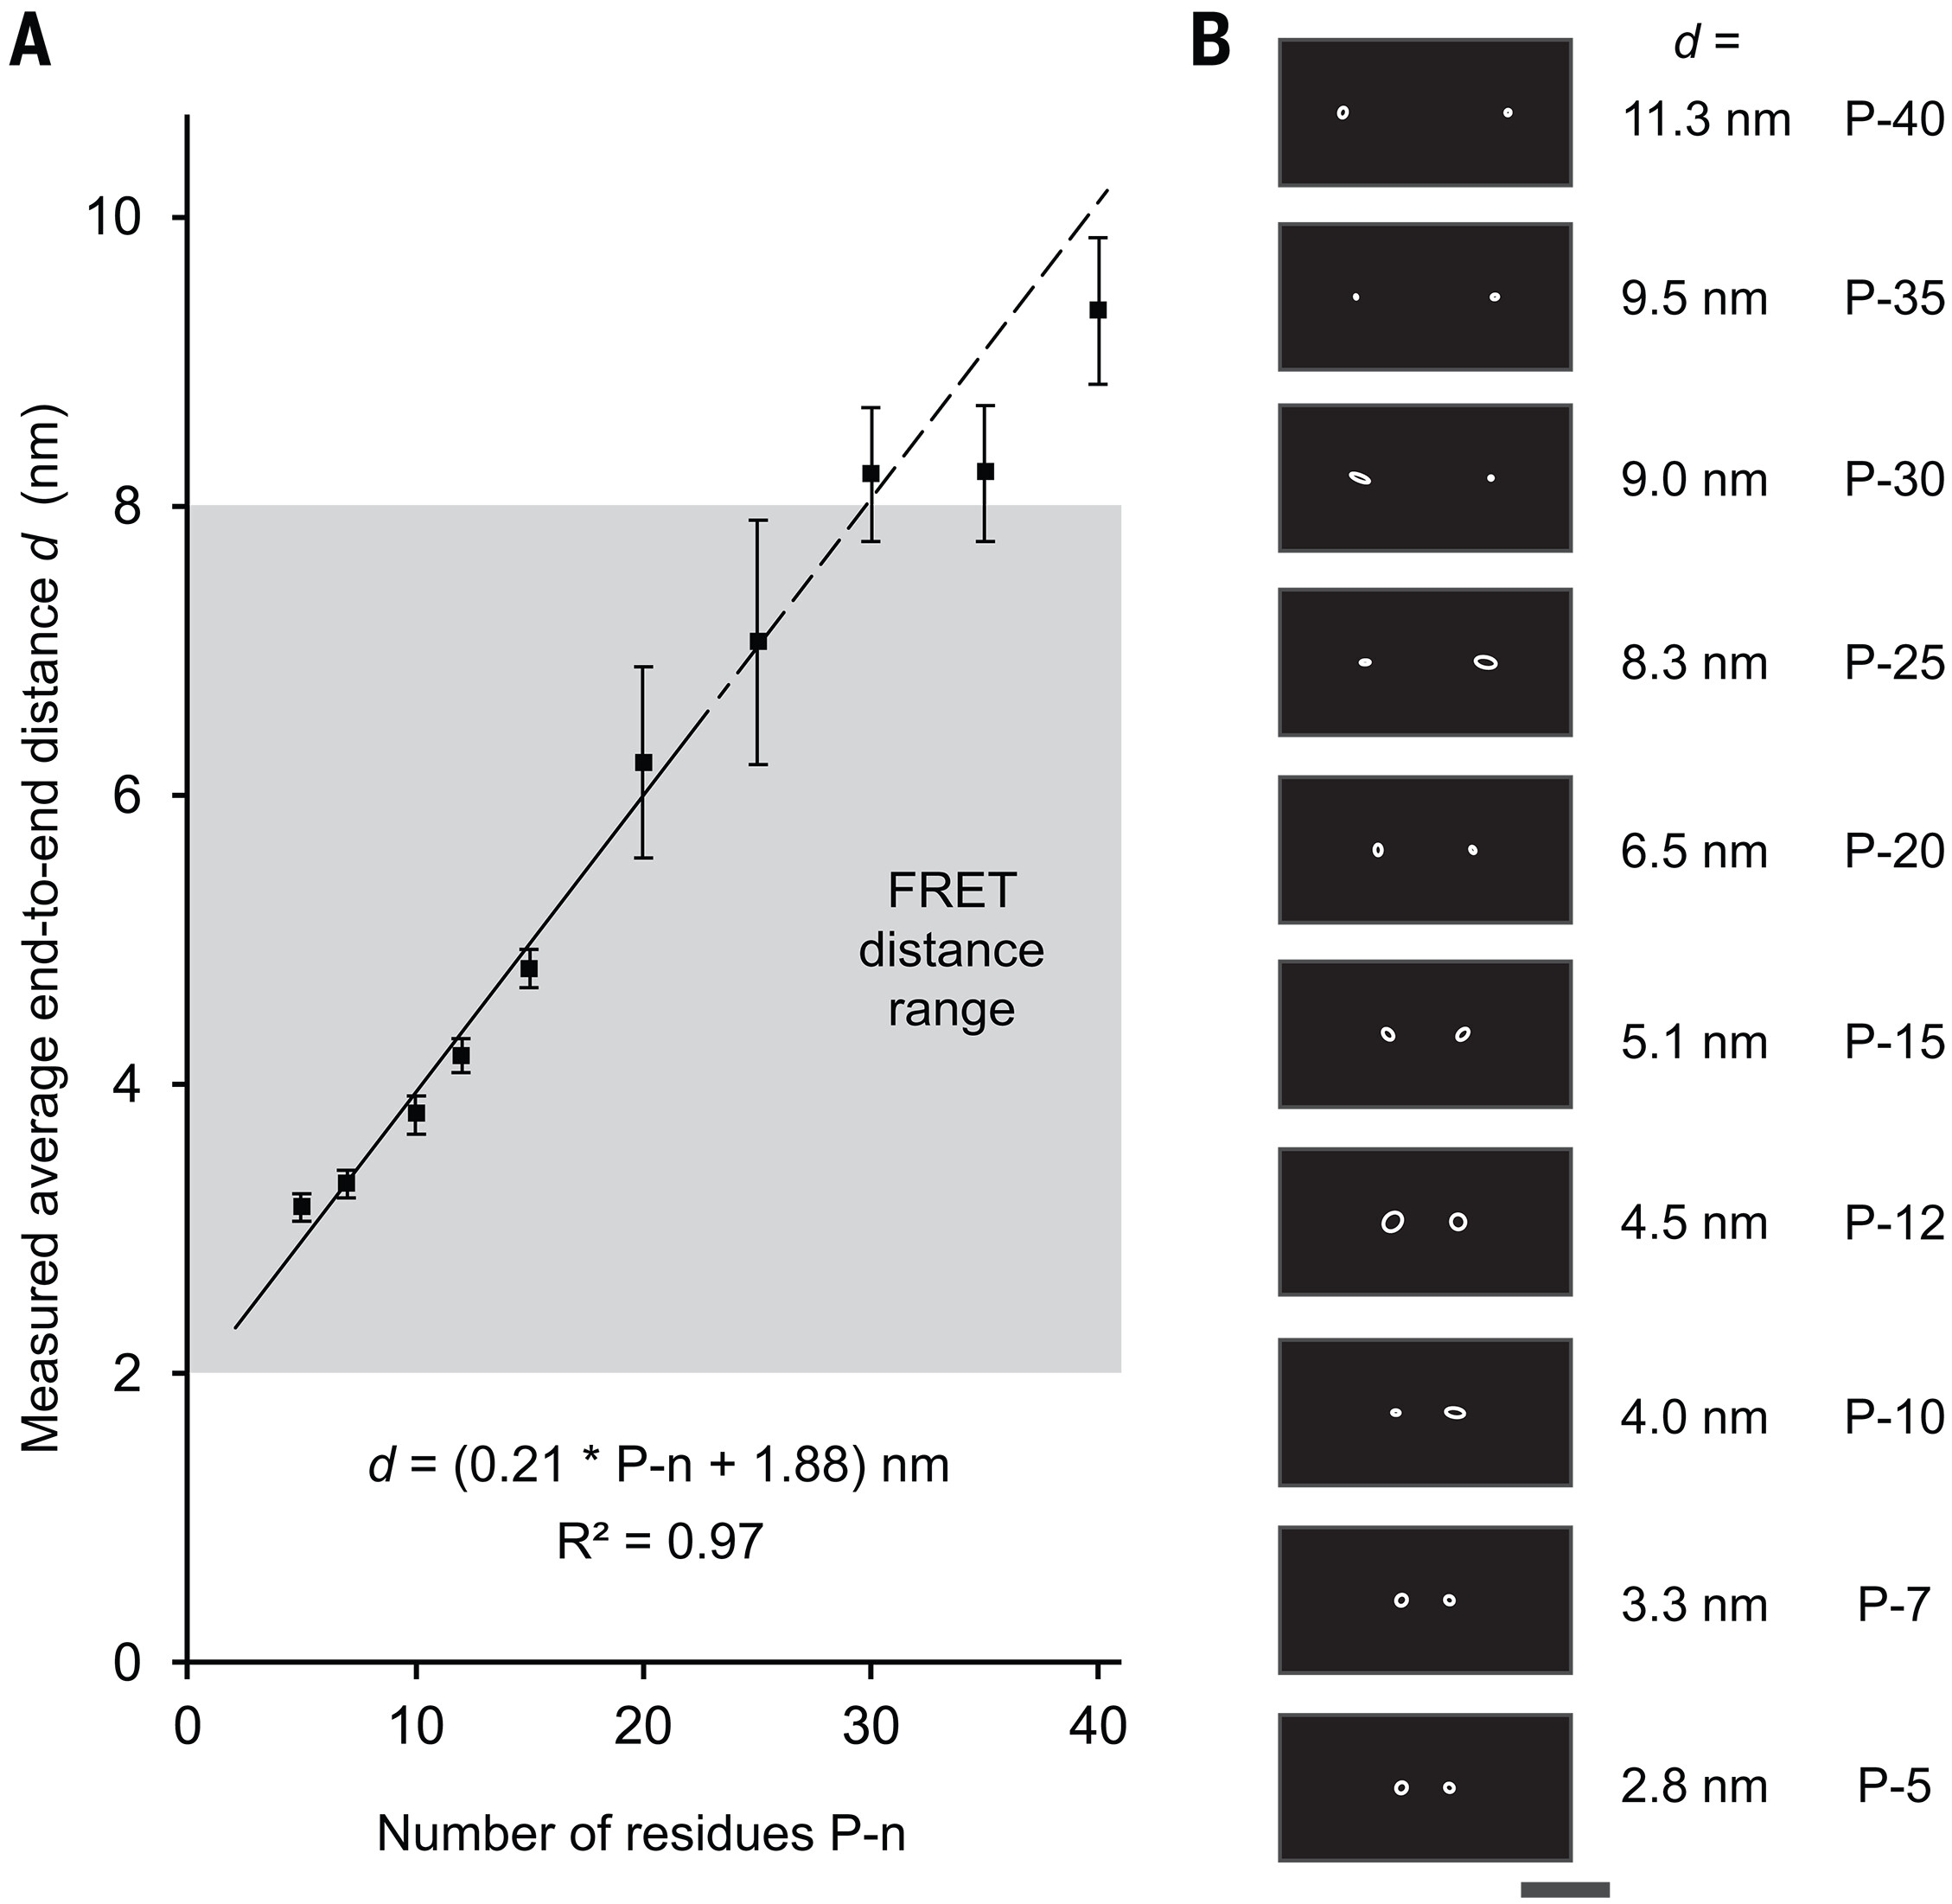 A
Measured average end-to-end distance d (nm)
10
8
6
4
2
0
FRET
distance
range
d = (0.21 * P-n + 1.88) nm
R² = 0.97
0 10 20 30 40
Number of residues P-n
B
d =
11.3 nm P-40
9.5 nm P-35
9.0 nm P-30
8.3 nm P-25
6.5 nm P-20
5.1 nm P-15
4.5 nm P-12
4.0 nm P-10
3.3 nm P-7
2.8 nm P-5